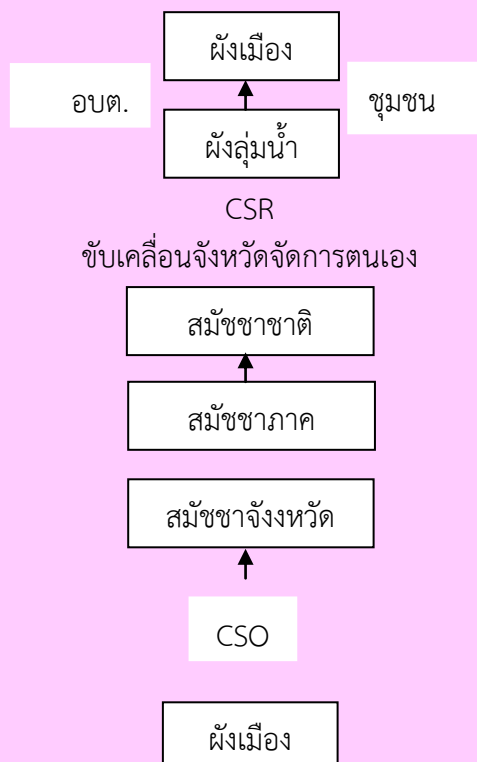 ผังเมือง
อบต.
ชุมชน
ผังลุ่มน้ำ
CSR
ขับเคลื่อนจังหวัดจัดการตนเอง
สมัชชาชาติ
สมัชชาภาค
สมัชชาจังงหวัด
CSO
ผังเมือง